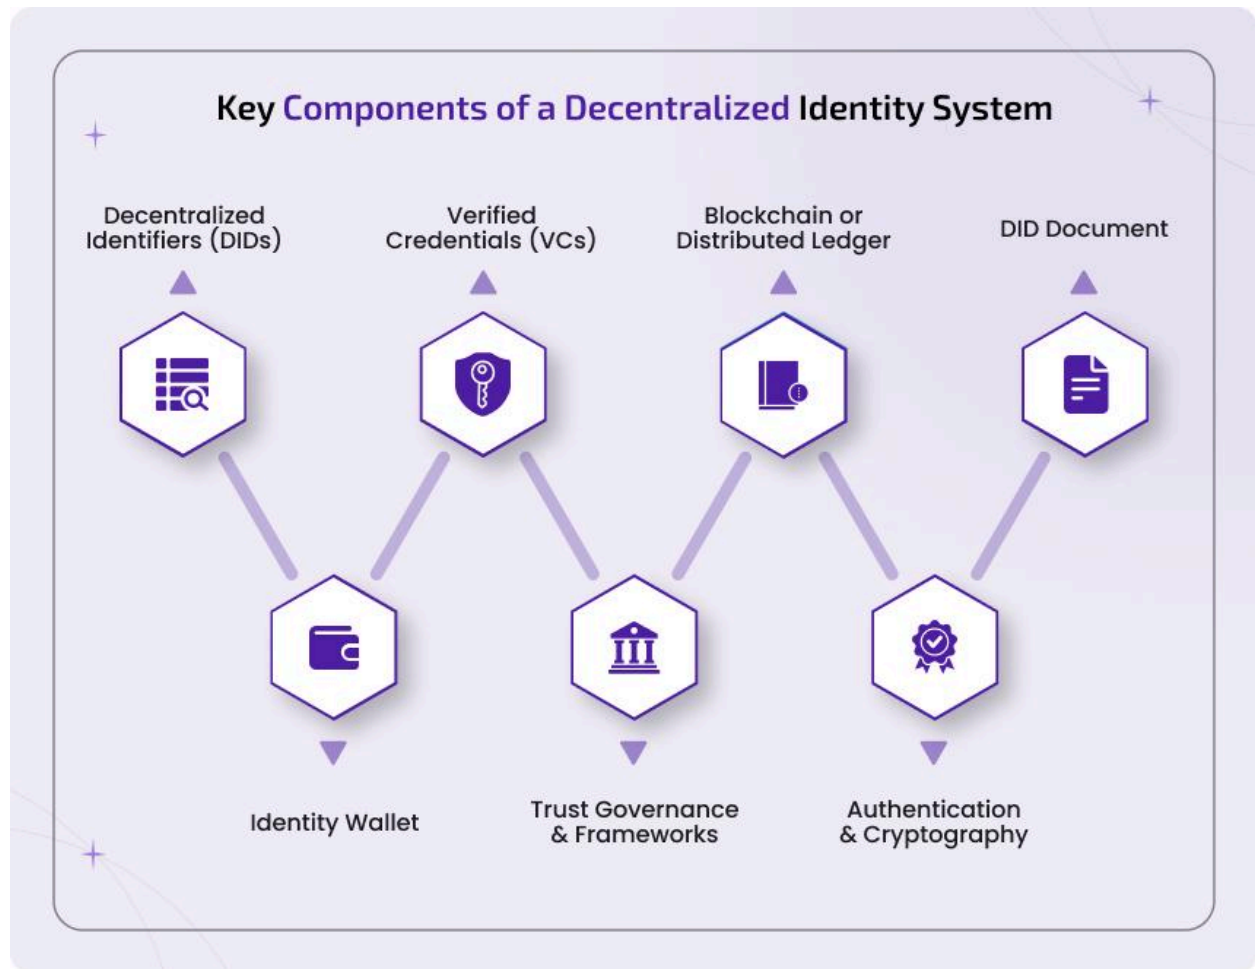 Key Components of a Decentralized Identity System
Decentralized
Identifiers (DIDs)
Verified
Credentials (VCs)
Blockchain or
Distributed Ledger
DID Document
Identity Wallet
Trust Governance
& Frameworks
Authentication
& Cryptography